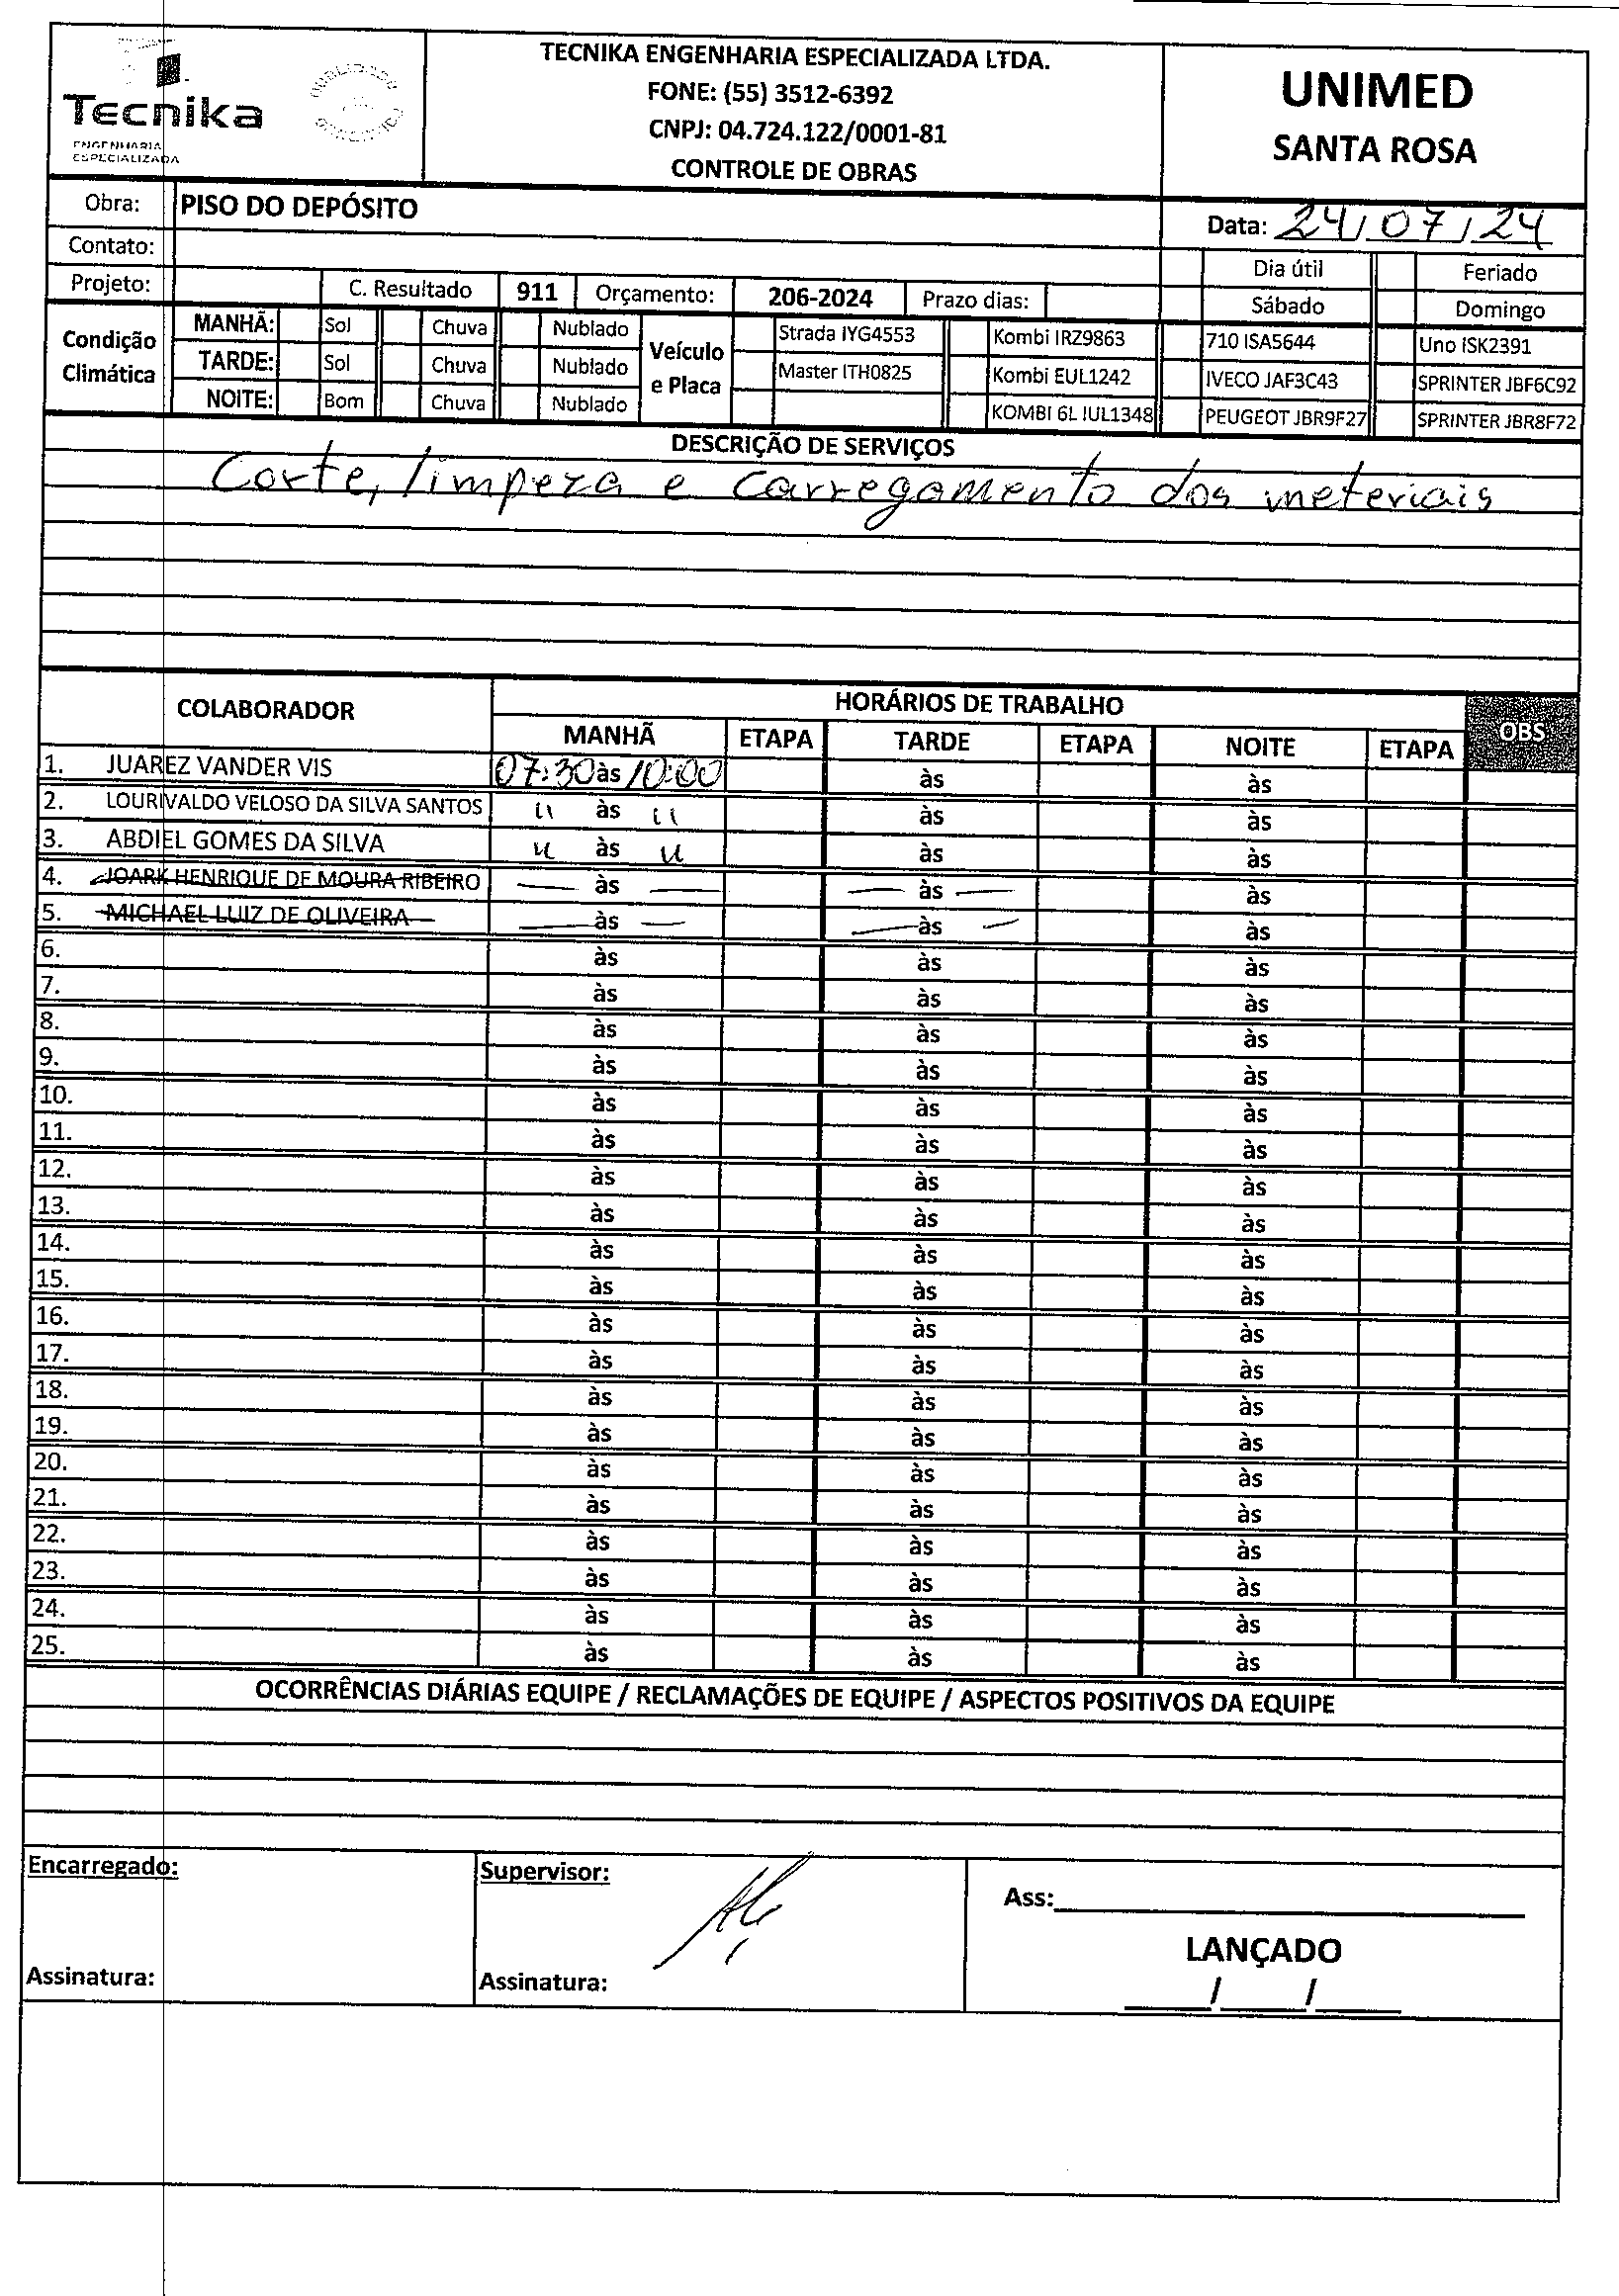 Tecnika
ENGENHARIA
ESPECIALIZADA
TECNIKA ENGENHARIA ESPECIALIZADA LTDA.
FONE: (55) 3512-6392
CNPJ: 04.724.122/0001-81
CONTROLE DE OBRAS
UNIMED
SANTA ROSA
Obra: PISO DO DEPÓSITO
Data: 24/07/24
Contato:
Dia útil Feriado
Projeto: C. Resultado 911 Orçamento: 206-2024 Prazo dias:
Sábado Domingo
Condição Climática
MANHÃ: Sol Chuva Nublado
TARDE: Sol Chuva Nublado
NOITE: Bom Chuva Nublado
Veículo e Placa
Strada IYG4553 Kombi IRZ9863 710 ISA5644 Uno ISK2391
Master ITH0825 Kombi EUL1242 IVECO JAF3C43 SPRINTER JBF6C92
KOMBI 6L IUL1348 PEUGEOT JBR9F27 SPRINTER JBR8F72
DESCRIÇÃO DE SERVIÇOS
Corte, limpeza e carregamento dos meteriais
COLABORADOR HORÁRIOS DE TRABALHO OBS
MANHÃ ETAPA TARDE ETAPA NOITE ETAPA
1. JUAREZ VANDER VIS 07:30 às 10:00 às às
2. LOURIVALDO VELOSO DA SILVA SANTOS " às " às às
3. ABDIEL GOMES DA SILVA " às " às às
4. JOARK HENRIQUE DE MOURA RIBEIRO — às — — às — às
5. MICHAEL LUIZ DE OLIVEIRA — às — — às — às
6. às às às
7. às às às
8. às às às
9. às às às
10. às às às
11. às às às
12. às às às
13. às às às
14. às às às
15. às às às
16. às às às
17. às às às
18. às às às
19. às às às
20. às às às
21. às às às
22. às às às
23. às às às
24. às às às
25. às às às
OCORRÊNCIAS DIÁRIAS EQUIPE / RECLAMAÇÕES DE EQUIPE / ASPECTOS POSITIVOS DA EQUIPE
Encarregado: Supervisor:
Ass:
LANÇADO
Assinatura: Assinatura:
/ /